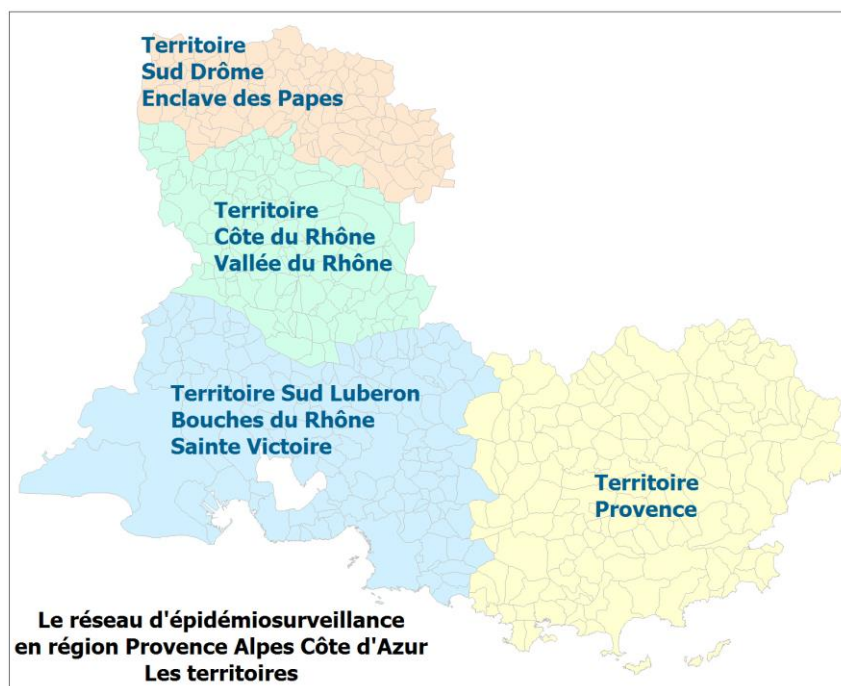 Territoire
Sud Drôme
Enclave des Papes
Territoire
Côte du Rhône
Vallée du Rhône
Territoire Sud Luberon
Bouches du Rhône
Sainte Victoire
Territoire
Provence
Le réseau d'épidémiosurveillance
en région Provence Alpes Côte d'Azur
Les territoires